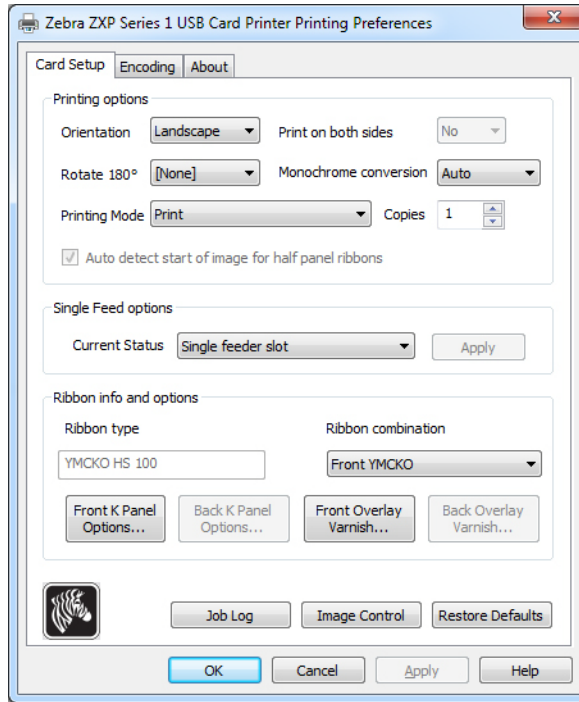 Zebra ZXP Series 1 USB Card Printer Printing Preferences
Card Setup Encoding About
Printing options
Orientation Landscape Print on both sides No
Rotate 180° [None] Monochrome conversion Auto
Printing Mode Print Copies 1
Auto detect start of image for half panel ribbons
Single Feed options
Current Status Single feeder slot Apply
Ribbon info and options
Ribbon type Ribbon combination
YMCKO HS 100 Front YMCKO
Front K Panel Back K Panel Front Overlay Back Overlay
Options... Options... Varnish... Varnish...
Job Log Image Control Restore Defaults
OK Cancel Apply Help